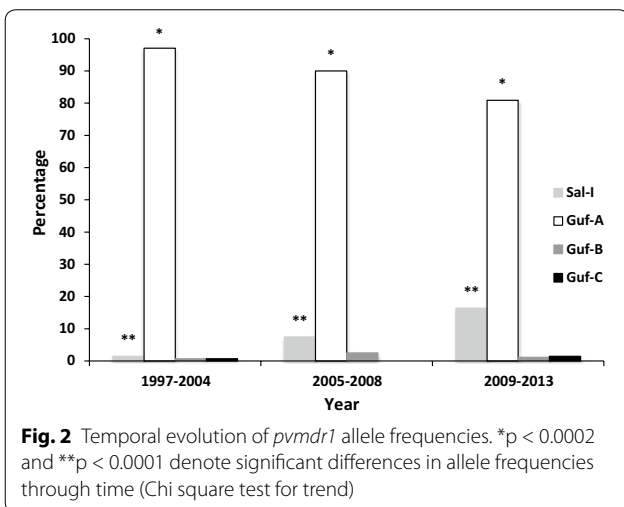 100
90
80
70
60
50
40
30
20
10
0
Percentage
*
*
*
**
**
**
Sal-I
Guf-A
Guf-B
Guf-C
1997-2004
2005-2008
2009-2013
Year
Fig. 2 Temporal evolution of pvmdr1 allele frequencies. *p < 0.0002
and **p < 0.0001 denote significant differences in allele frequencies
through time (Chi square test for trend)